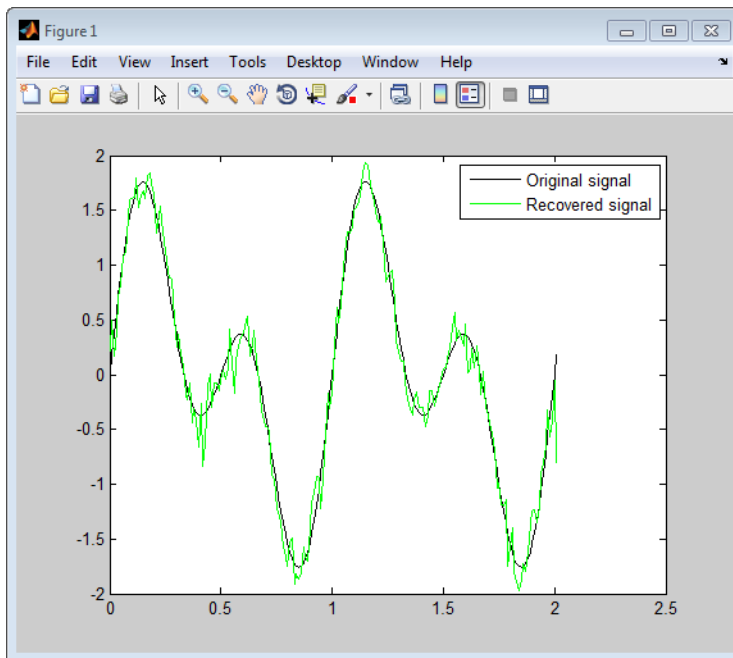 Figure 1
File Edit View Insert Tools Desktop Window Help
Original signal
Recovered signal
2
1.5
1
0.5
0
-0.5
-1
-1.5
-2
0 0.5 1 1.5 2 2.5